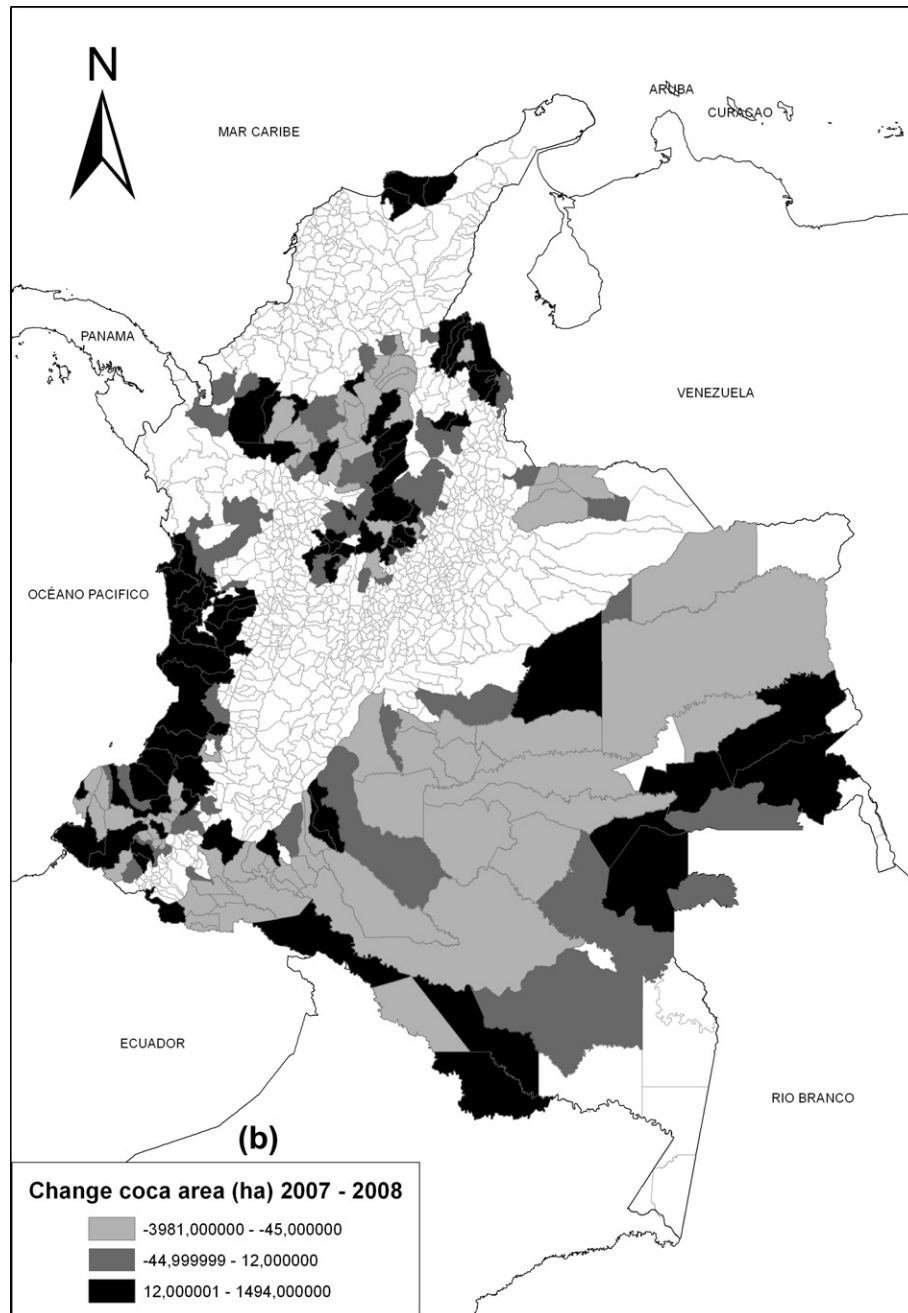 N
MAR CARIBE
ARUBA
CURAÇAO
PANAMA
VENEZUELA
OCÉANO PACIFICO
ECUADOR
RIO BRANCO
(b)
Change coca area (ha) 2007 - 2008
-3981,000000 - -45,000000
-44,999999 - 12,000000
12,000001 - 1494,000000